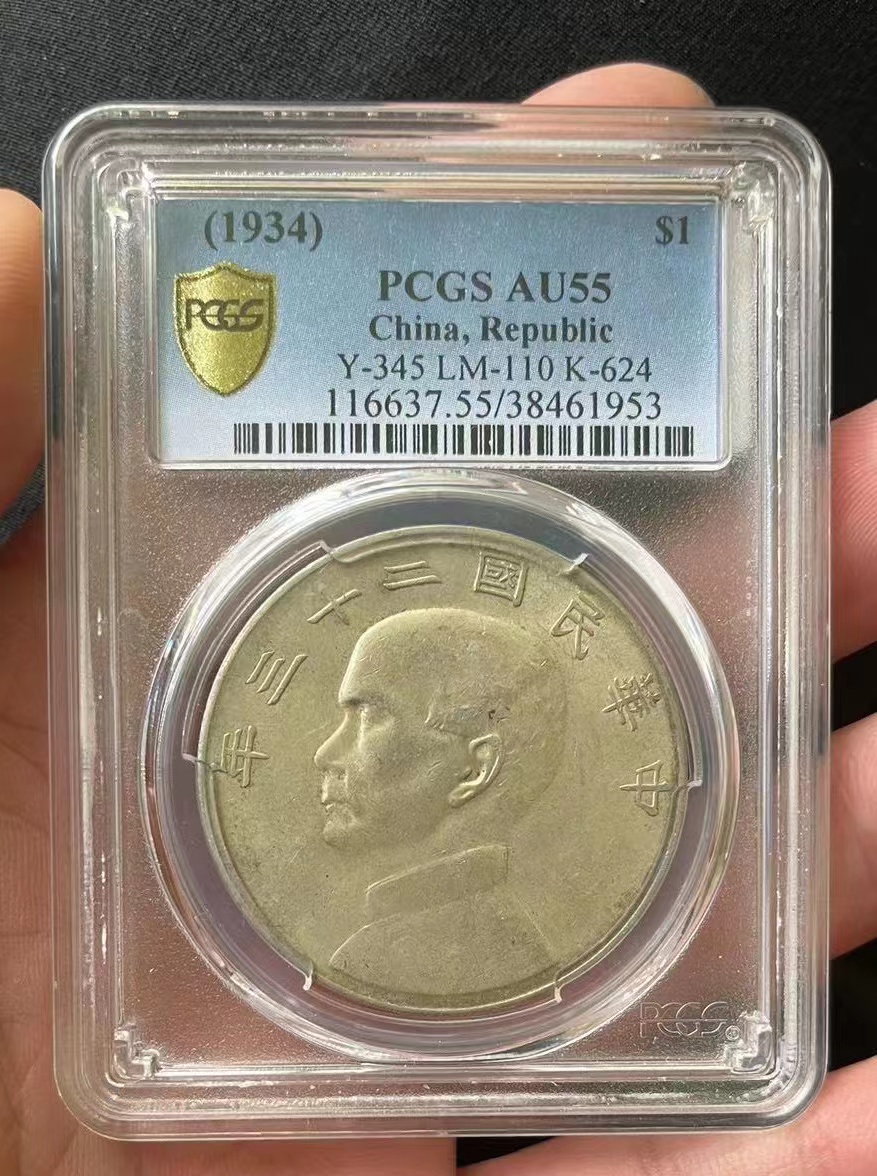 (1934) $1
PCGS
PCGS AU55
China, Republic
Y-345 LM-110 K-624
116637.55/38461953
中華民國二十三年
PCGS